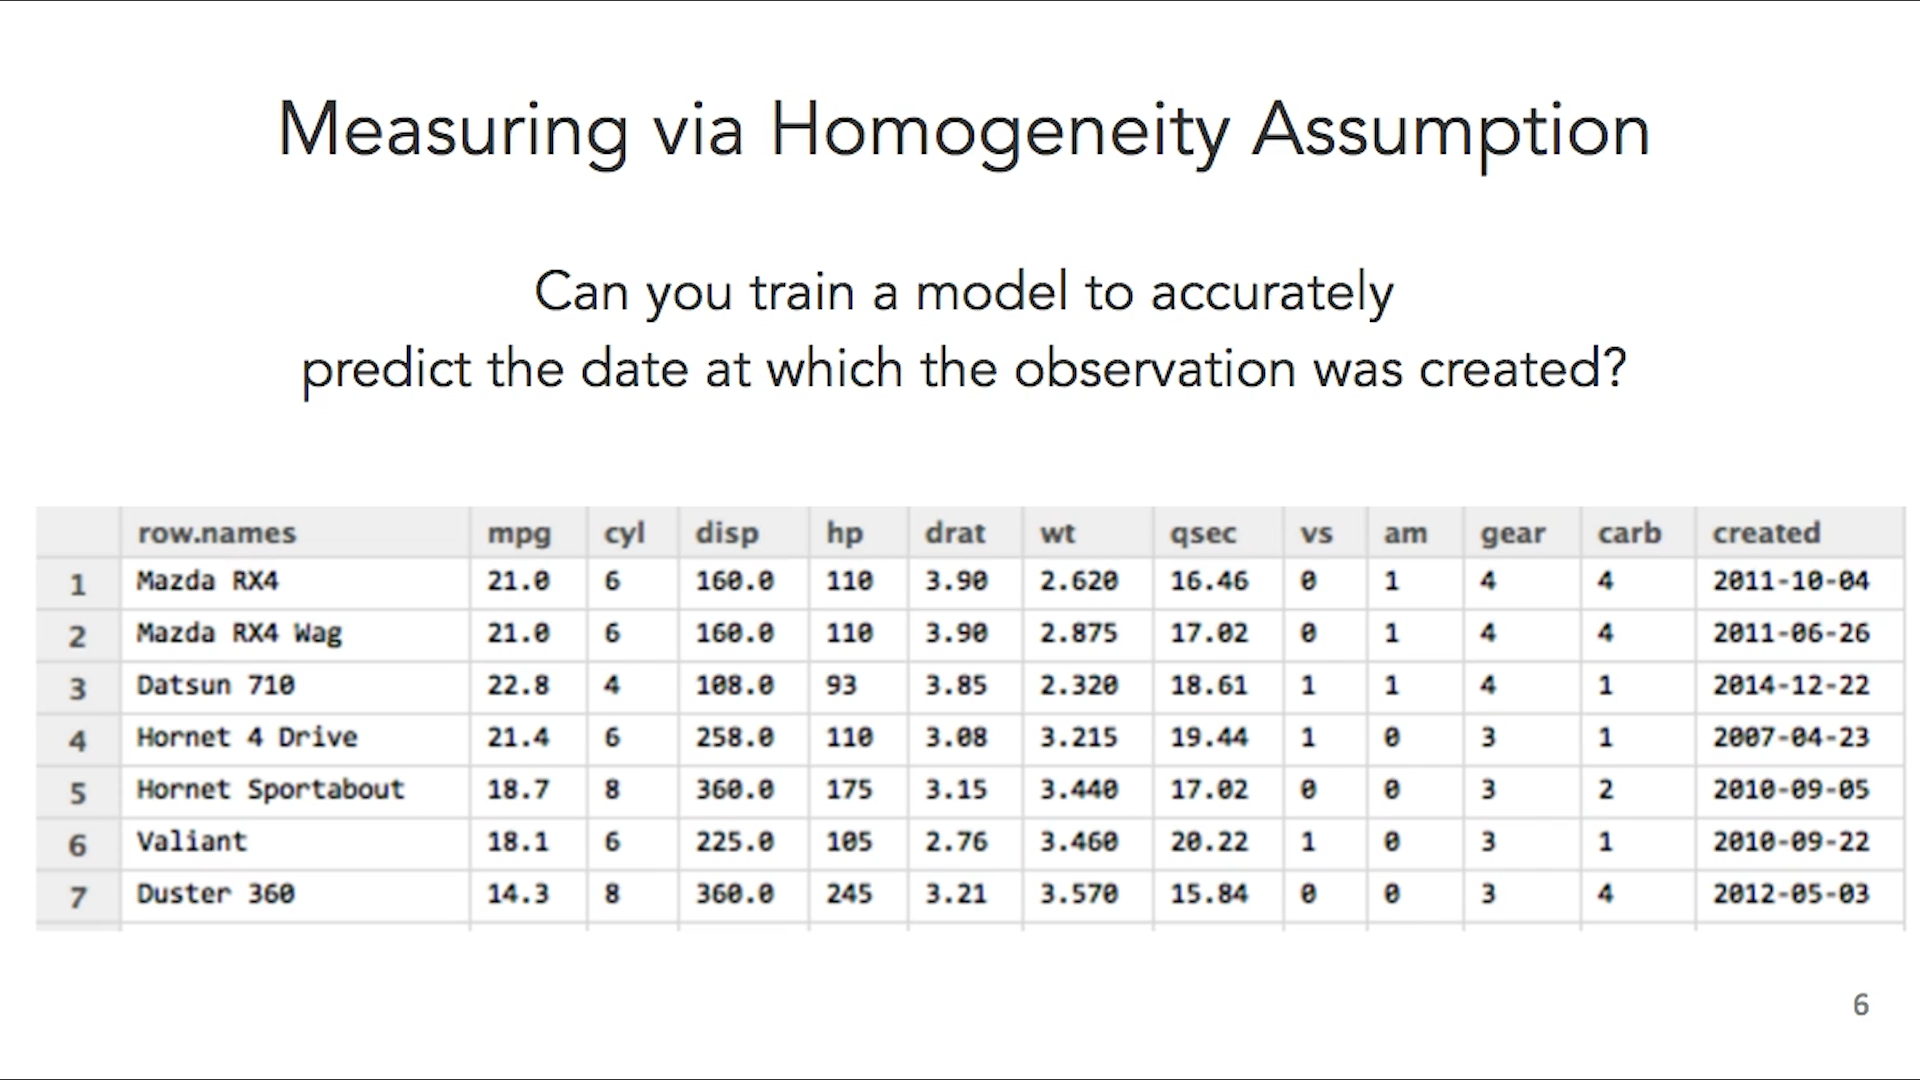 Measuring via Homogeneity Assumption
Can you train a model to accurately
predict the date at which the observation was created?
row.names mpg cyl disp hp drat wt qsec vs am gear carb created
1 Mazda RX4 21.0 6 160.0 110 3.90 2.620 16.46 0 1 4 4 2011-10-04
2 Mazda RX4 Wag 21.0 6 160.0 110 3.90 2.875 17.02 0 1 4 4 2011-06-26
3 Datsun 710 22.8 4 108.0 93 3.85 2.320 18.61 1 1 4 1 2014-12-22
4 Hornet 4 Drive 21.4 6 258.0 110 3.08 3.215 19.44 1 0 3 1 2007-04-23
5 Hornet Sportabout 18.7 8 360.0 175 3.15 3.440 17.02 0 0 3 2 2010-09-05
6 Valiant 18.1 6 225.0 105 2.76 3.460 20.22 1 0 3 1 2010-09-22
7 Duster 360 14.3 8 360.0 245 3.21 3.570 15.84 0 0 3 4 2012-05-03
6